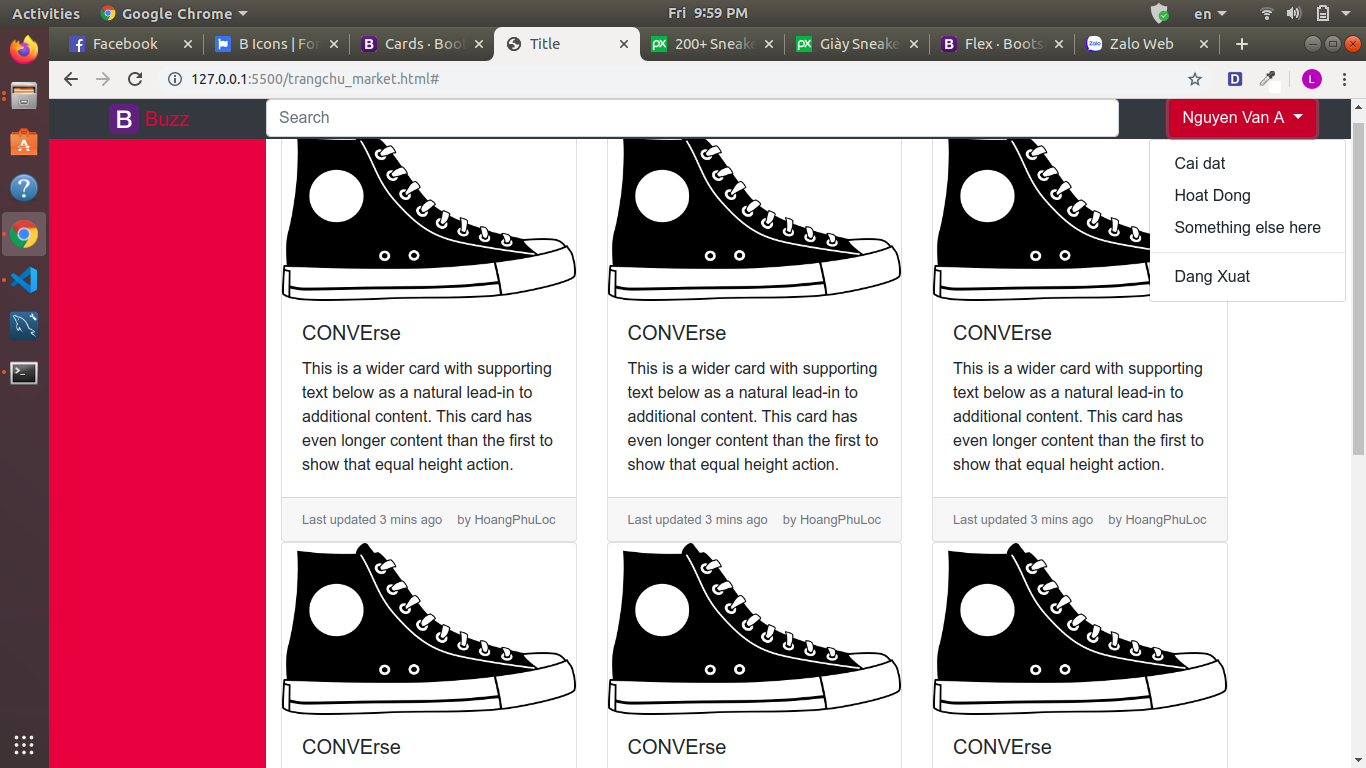 Activities Google Chrome Fri 9:59 PM en
Facebook B Icons | For Cards · Boot Title 200+ Sneake Giày Sneake Flex · Boots Zalo Web
127.0.0.1:5500/trangchu_market.html# D L
B Buzz Search Nguyen Van A
Cai dat
Hoat Dong
Something else here
Dang Xuat
CONVErse CONVErse CONVErse
This is a wider card with supporting This is a wider card with supporting This is a wider card with supporting
text below as a natural lead-in to text below as a natural lead-in to text below as a natural lead-in to
additional content. This card has additional content. This card has additional content. This card has
even longer content than the first to even longer content than the first to even longer content than the first to
show that equal height action. show that equal height action. show that equal height action.
Last updated 3 mins ago by HoangPhuLoc Last updated 3 mins ago by HoangPhuLoc Last updated 3 mins ago by HoangPhuLoc
CONVErse CONVErse CONVErse